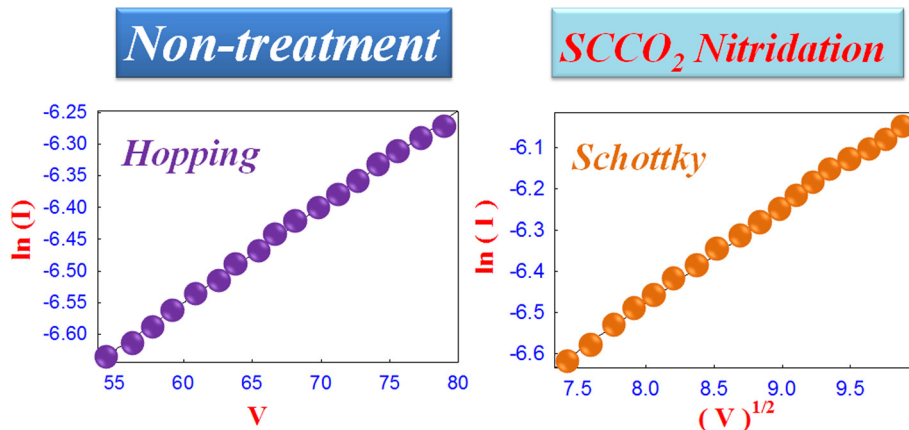 Non-treatment
SCCO₂ Nitridation
Hopping
ln (I)
-6.25
-6.30
-6.35
-6.40
-6.45
-6.50
-6.55
-6.60
55 60 65 70 75 80
V
Schottky
ln ( I )
-6.1
-6.2
-6.3
-6.4
-6.5
-6.6
7.5 8.0 8.5 9.0 9.5
( V )^1/2